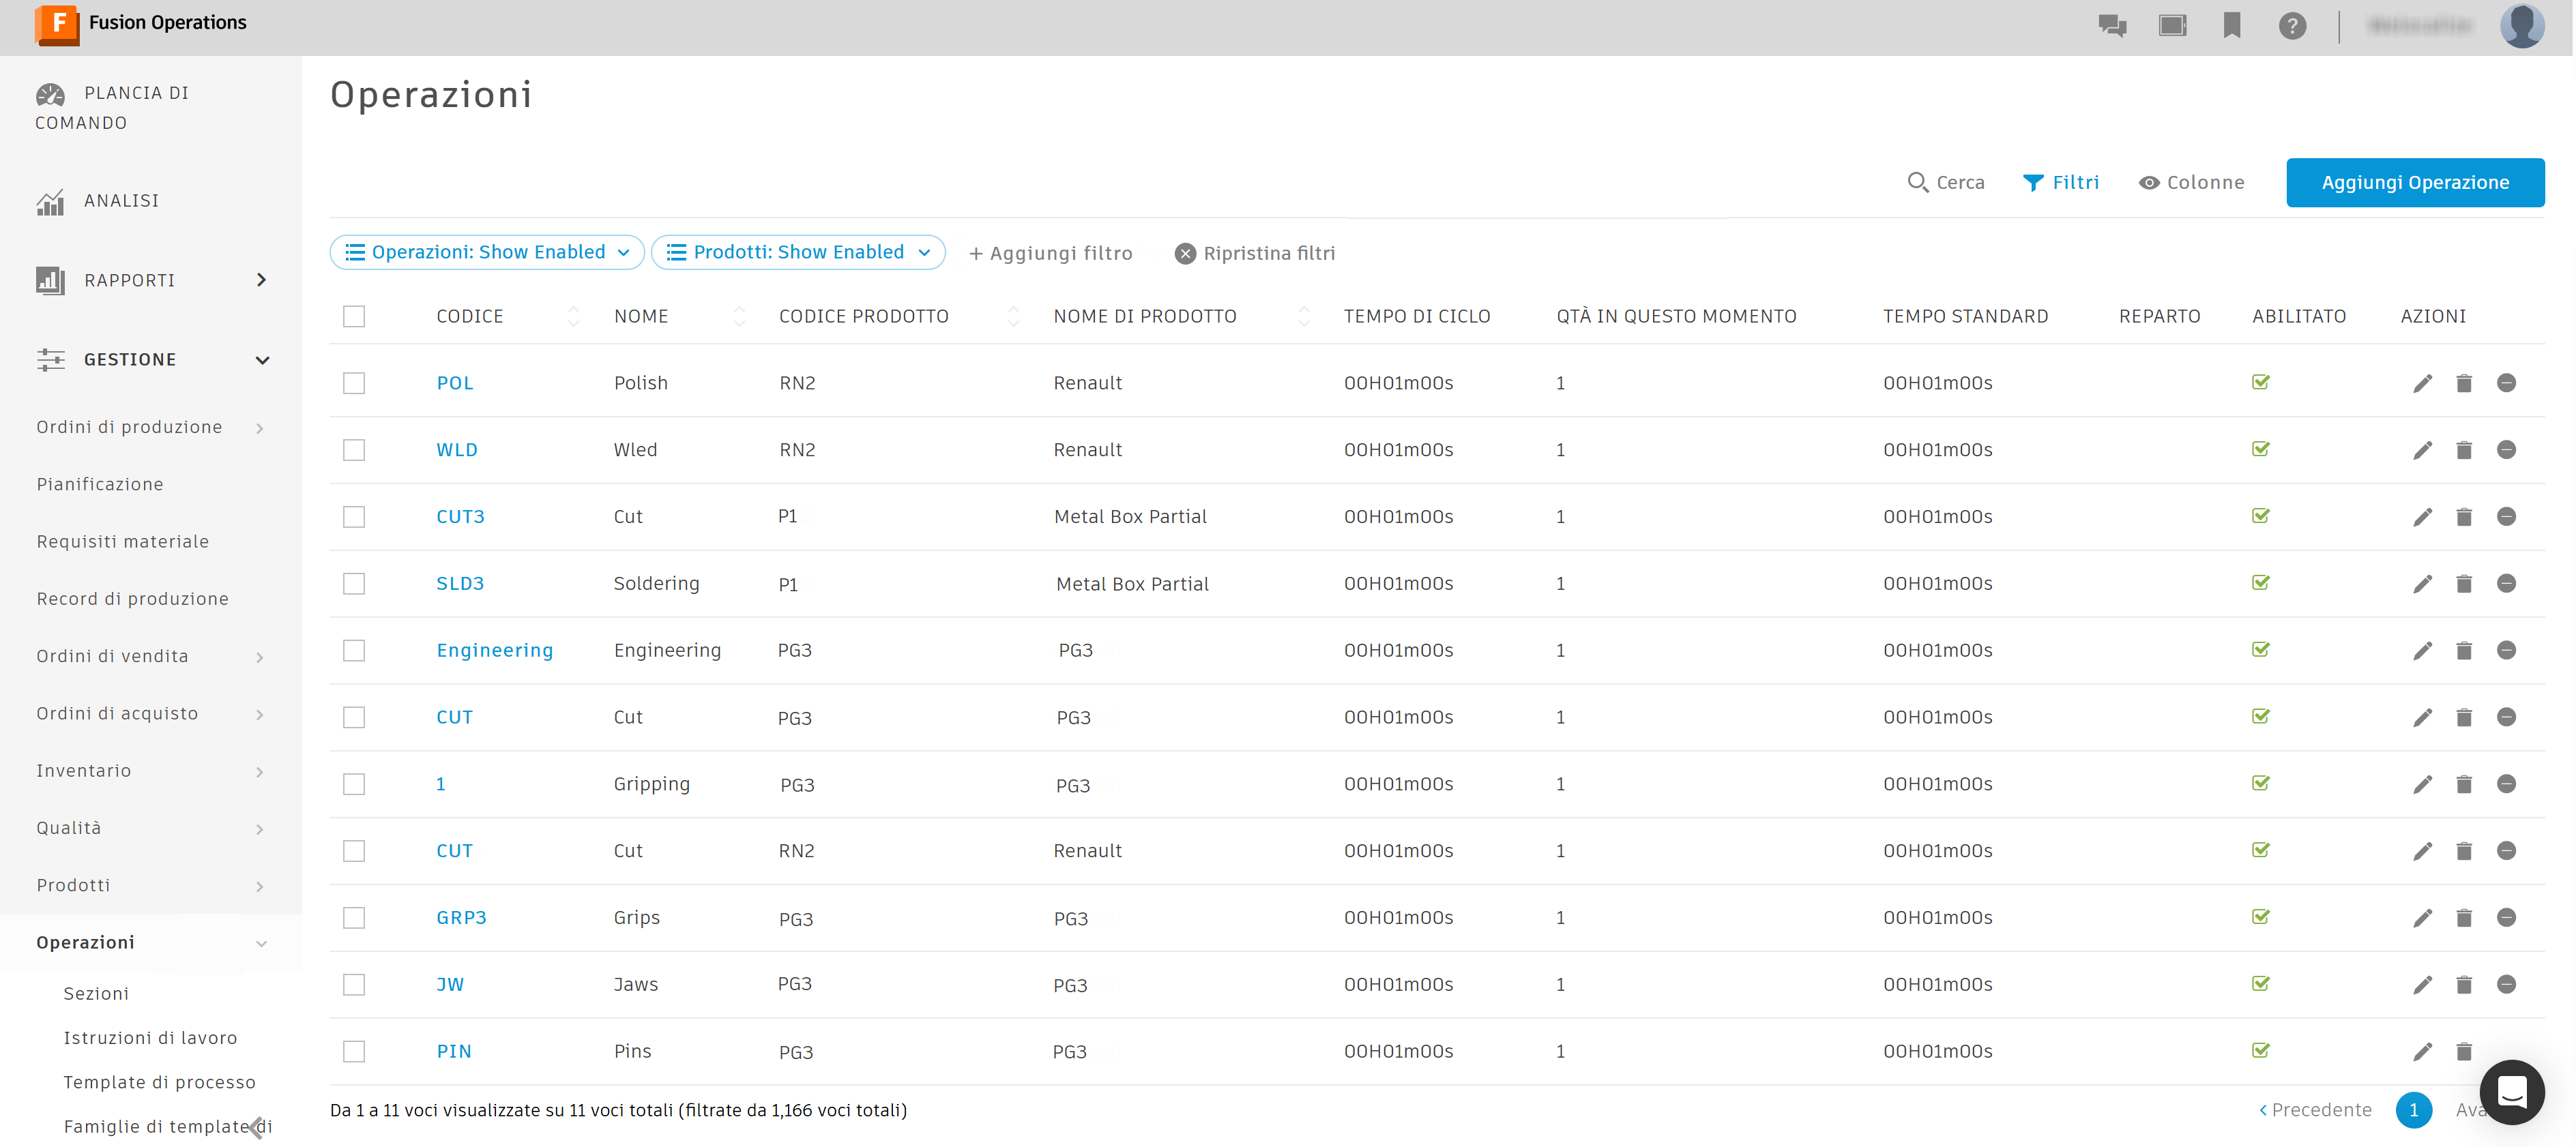 F Fusion Operations
PLANCIA DI
COMANDO
ANALISI
RAPPORTI
GESTIONE
Ordini di produzione
Pianificazione
Requisiti materiale
Record di produzione
Ordini di vendita
Ordini di acquisto
Inventario
Qualità
Prodotti
Operazioni
Sezioni
Istruzioni di lavoro
Template di processo
Famiglie di template di
Operazioni
Cerca Filtri Colonne Aggiungi Operazione
Operazioni: Show Enabled Prodotti: Show Enabled + Aggiungi filtro Ripristina filtri
CODICE NOME CODICE PRODOTTO NOME DI PRODOTTO TEMPO DI CICLO QTÀ IN QUESTO MOMENTO TEMPO STANDARD REPARTO ABILITATO AZIONI
POL Polish RN2 Renault 00H01m00s 1 00H01m00s
WLD Wled RN2 Renault 00H01m00s 1 00H01m00s
CUT3 Cut P1 Metal Box Partial 00H01m00s 1 00H01m00s
SLD3 Soldering P1 Metal Box Partial 00H01m00s 1 00H01m00s
Engineering Engineering PG3 PG3 00H01m00s 1 00H01m00s
CUT Cut PG3 PG3 00H01m00s 1 00H01m00s
1 Gripping PG3 PG3 00H01m00s 1 00H01m00s
CUT Cut RN2 Renault 00H01m00s 1 00H01m00s
GRP3 Grips PG3 PG3 00H01m00s 1 00H01m00s
JW Jaws PG3 PG3 00H01m00s 1 00H01m00s
PIN Pins PG3 PG3 00H01m00s 1 00H01m00s
Da 1 a 11 voci visualizzate su 11 voci totali (filtrate da 1,166 voci totali)
Precedente 1